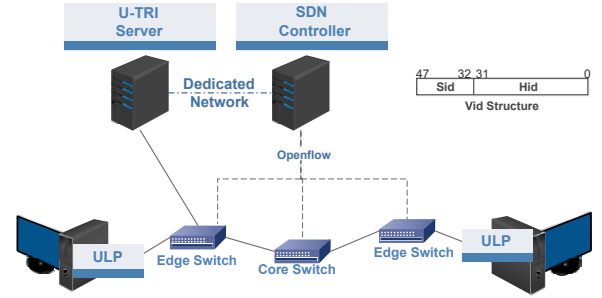 U-TRI
Server
SDN
Controller
Dedicated
Network
47 32 31 0
Sid Hid
Vid Structure
Openflow
ULP
Edge Switch
Core Switch
Edge Switch
ULP